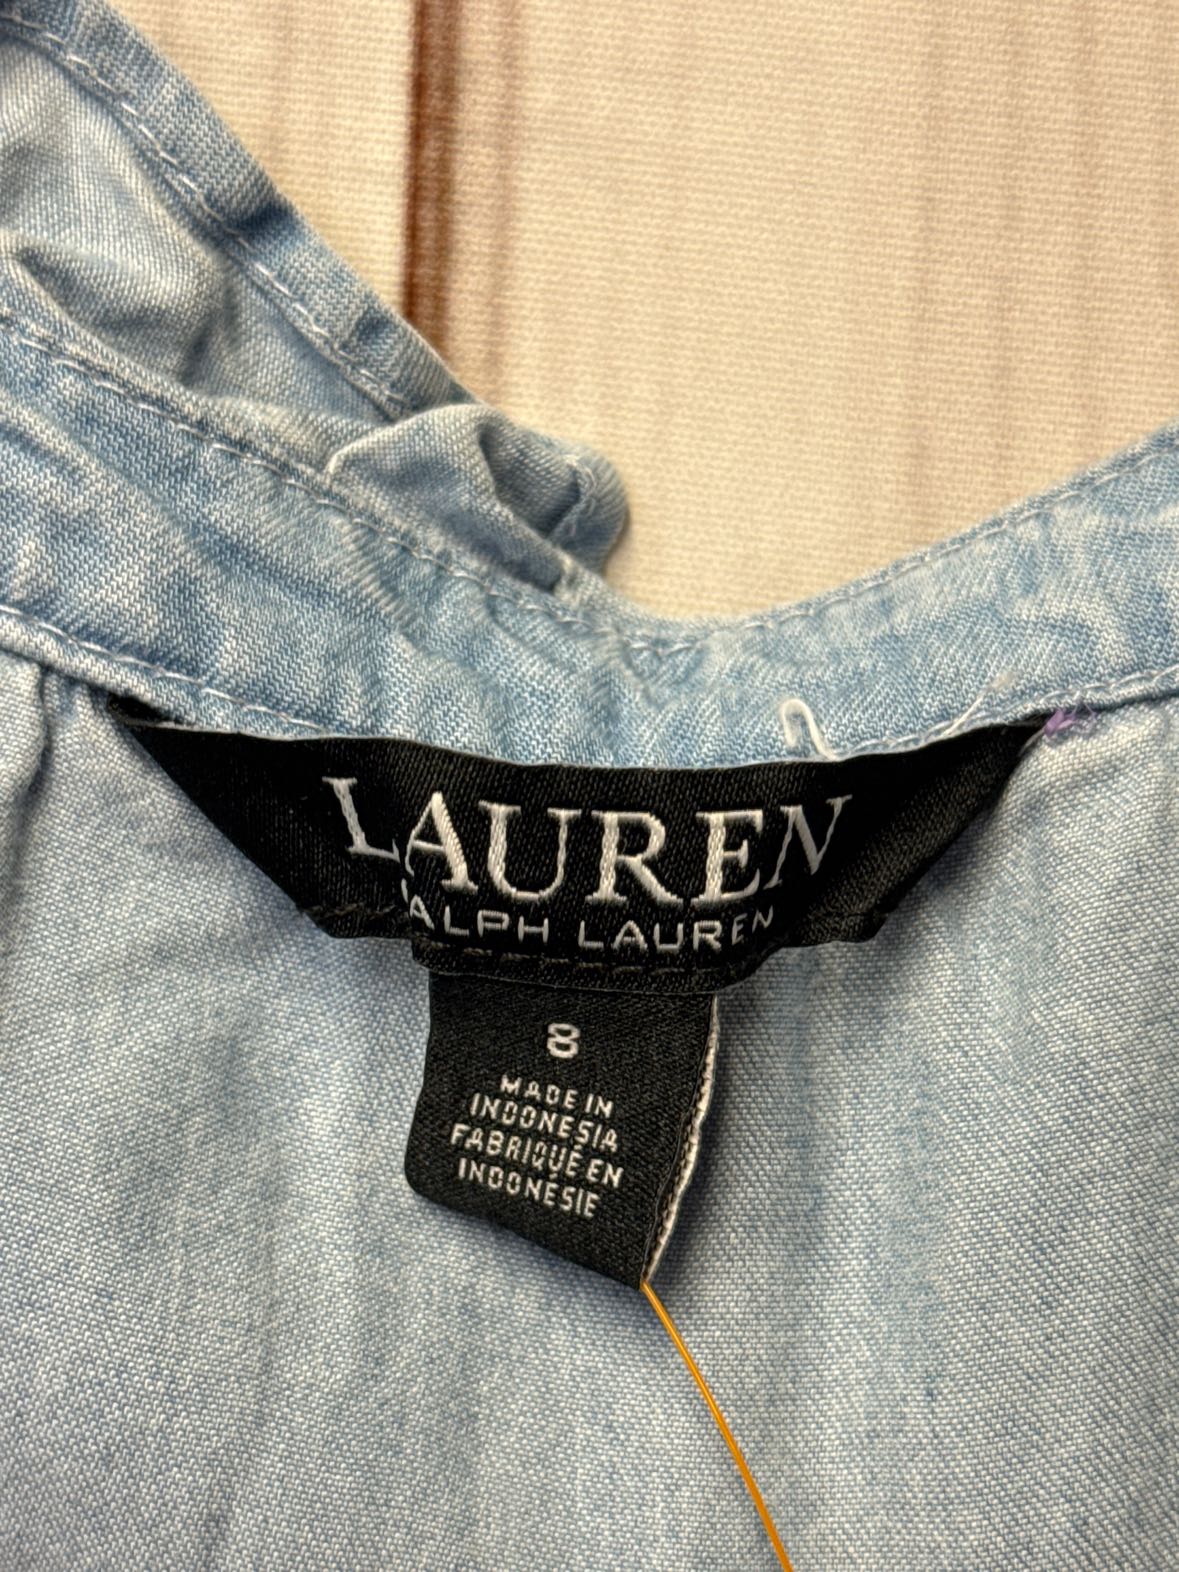 LAUREN
RALPH LAUREN
8
MADE IN
INDONESIA
FABRIQUÉ EN
INDONÉSIE